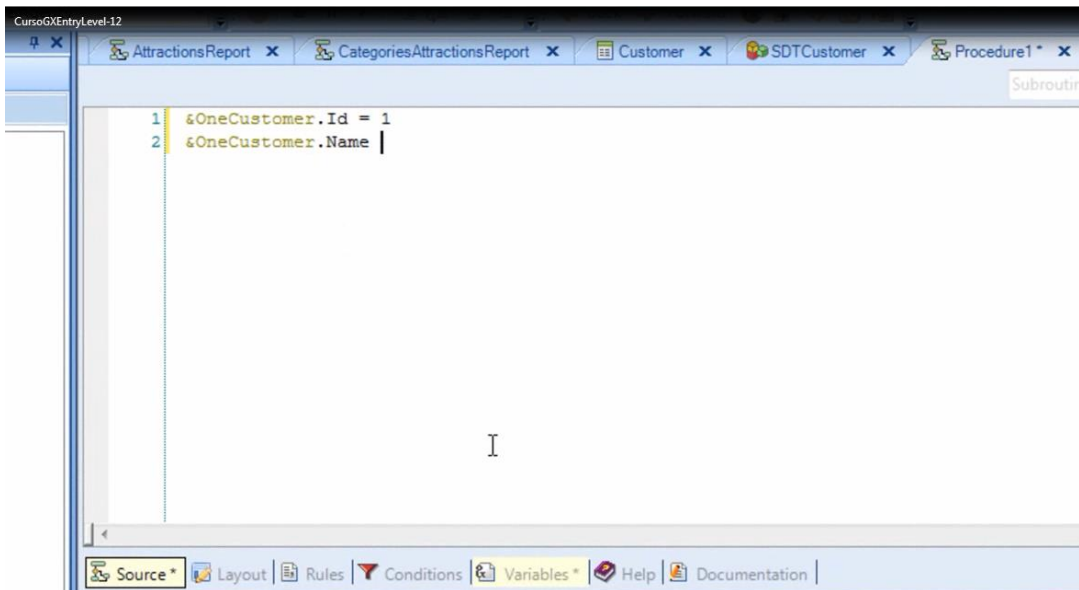 CursoGXEntryLevel-12
AttractionsReport CategoriesAttractionsReport Customer SDTCustomer Procedure1 *
Subroutin
1 &OneCustomer.Id = 1
2 &OneCustomer.Name
Source * Layout Rules Conditions Variables * Help Documentation